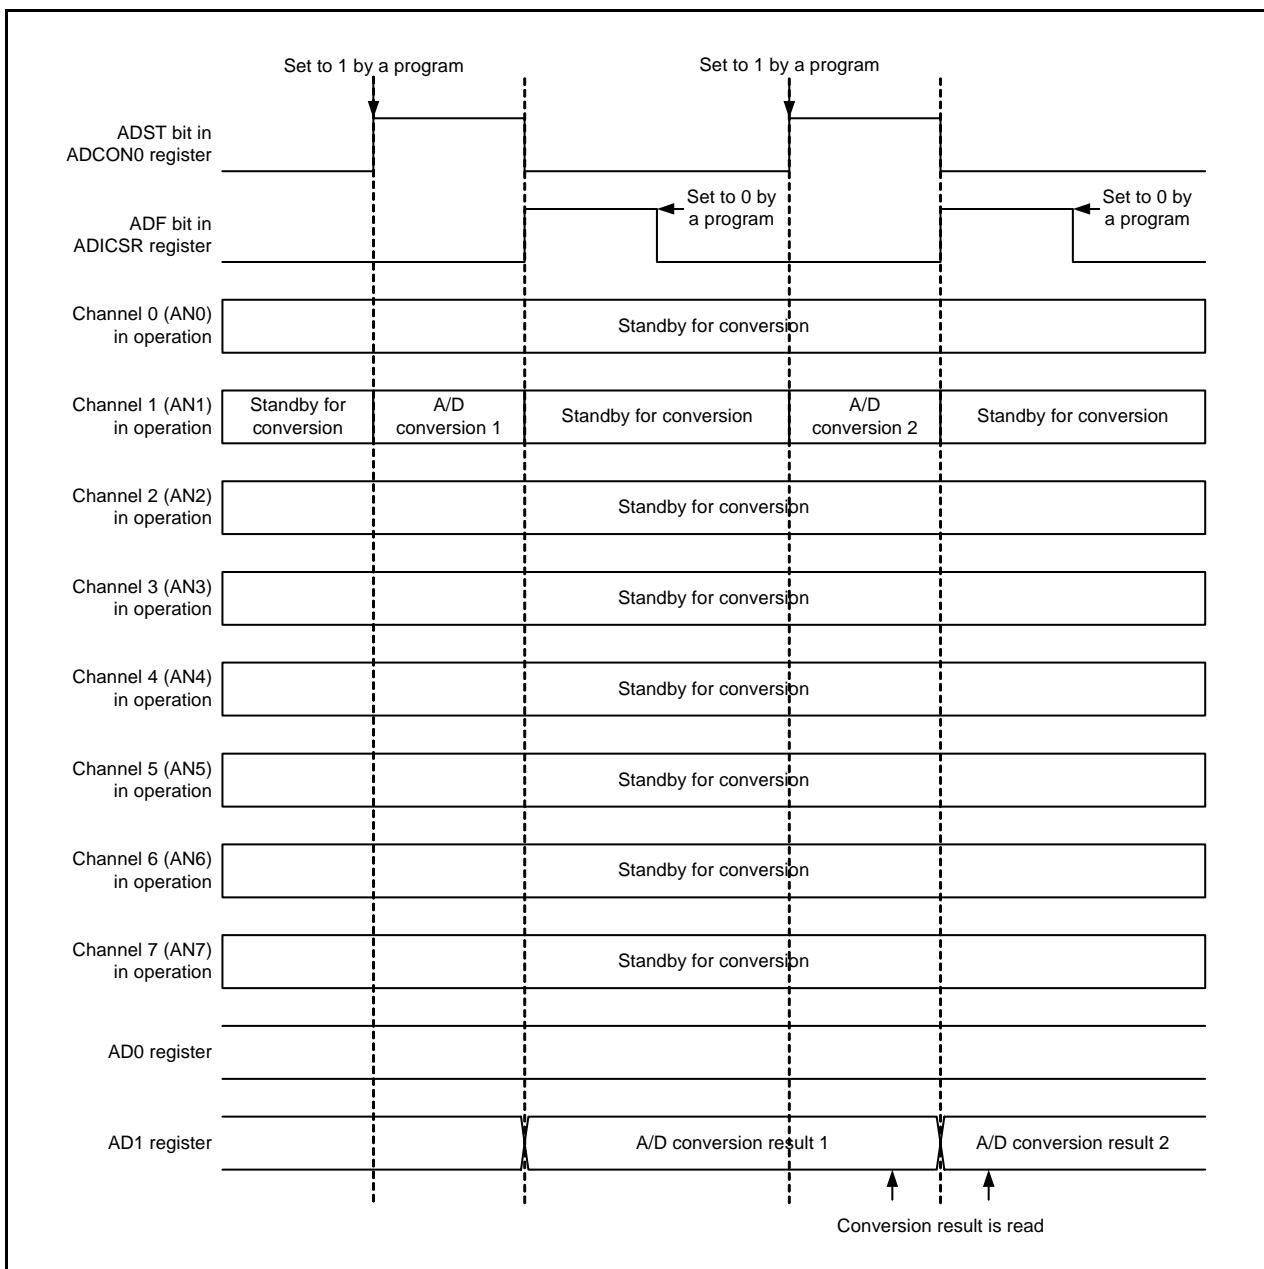 Set to 1 by a program
Set to 1 by a program
ADST bit in
ADCON0 register
ADF bit in
ADICSR register
Set to 0 by
a program
Set to 0 by
a program
Channel 0 (AN0)
in operation
Standby for conversion
Channel 1 (AN1)
in operation
Standby for
conversion
A/D
conversion 1
Standby for conversion
A/D
conversion 2
Standby for conversion
Channel 2 (AN2)
in operation
Standby for conversion
Channel 3 (AN3)
in operation
Standby for conversion
Channel 4 (AN4)
in operation
Standby for conversion
Channel 5 (AN5)
in operation
Standby for conversion
Channel 6 (AN6)
in operation
Standby for conversion
Channel 7 (AN7)
in operation
Standby for conversion
AD0 register
AD1 register
A/D conversion result 1
A/D conversion result 2
Conversion result is read